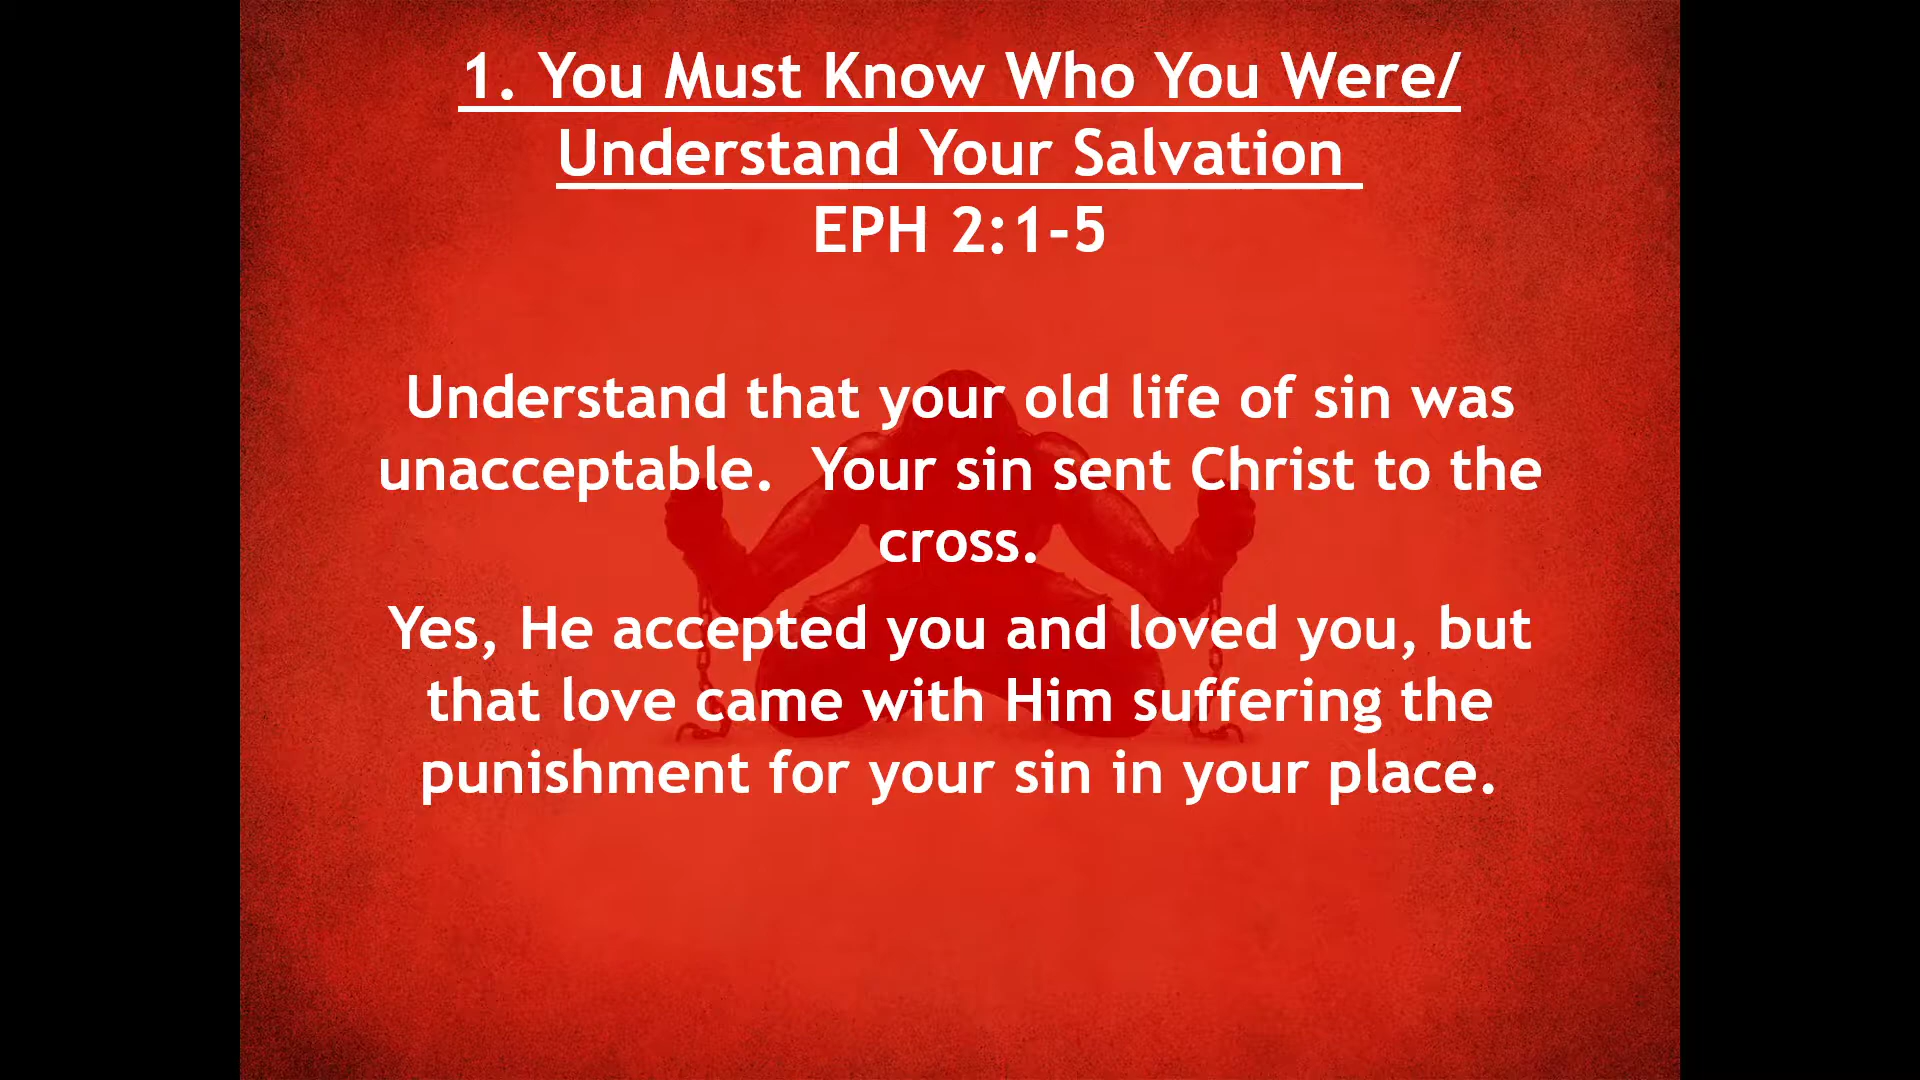 1. You Must Know Who You Were/
Understand Your Salvation
EPH 2:1-5
Understand that your old life of sin was
unacceptable.  Your sin sent Christ to the
cross.
Yes, He accepted you and loved you, but
that love came with Him suffering the
punishment for your sin in your place.